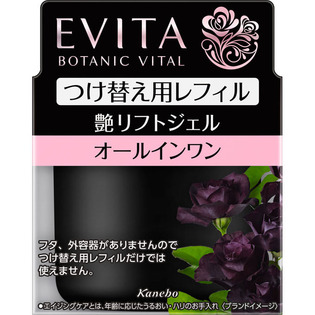 EVITA
BOTANIC VITAL
つけ替え用レフィル
艶リフトジェル
オールインワン
フタ、外容器がありませんので
つけ替え用レフィルだけでは
使えません。
Kanebo
●エイジングケアとは、年齢に応じたうるおい・ハリのお手入れ（ブランドイメージ）